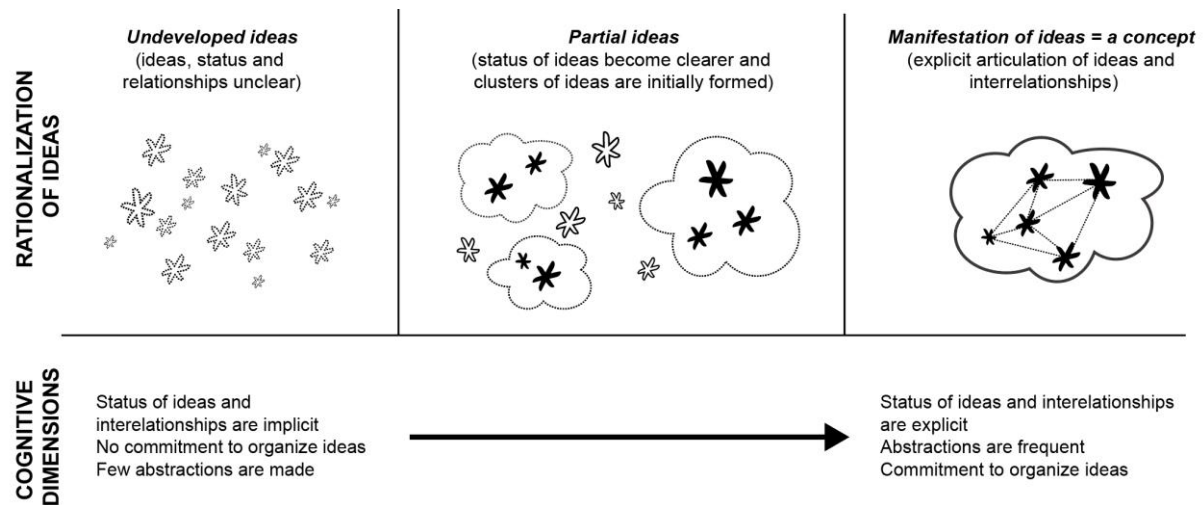 RATIONALIZATION
OF IDEAS
Undeveloped ideas
(ideas, status and
relationships unclear)
Partial ideas
(status of ideas become clearer and
clusters of ideas are initially formed)
Manifestation of ideas = a concept
(explicit articulation of ideas and
interrelationships)
COGNITIVE
DIMENSIONS
Status of ideas and
interelationships are implicit
No commitment to organize ideas
Few abstractions are made
Status of ideas and interelationships
are explicit
Abstractions are frequent
Commitment to organize ideas